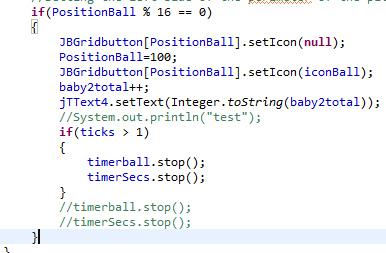 if(PositionBall % 16 == 0)
{
JBGridbutton[PositionBall].setIcon(null);
PositionBall=100;
JBGridbutton[PositionBall].setIcon(iconBall);
baby2total++;
jTText4.setText(Integer.toString(baby2total));
//System.out.println("test");
if(ticks > 1)
{
timerball.stop();
timerSecs.stop();
}
//timerball.stop();
//timerSecs.stop();
}